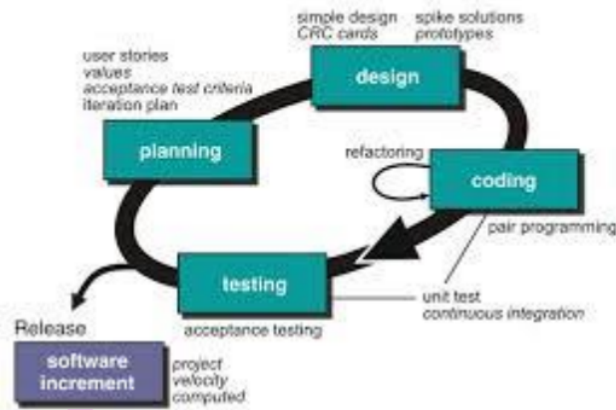 simple design
CRC cards
spike solutions
prototypes
user stories
values
acceptance test criteria
iteration plan
design
planning
refactoring
coding
pair programming
testing
unit test
continuous integration
acceptance testing
Release
software
increment
project
velocity
computed